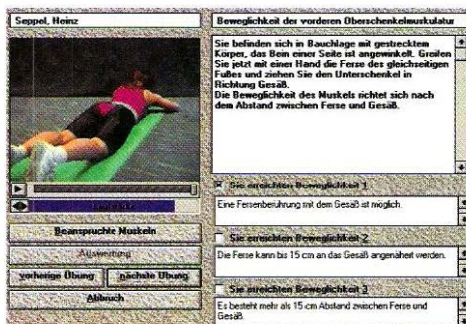 Seppel, Heinz
Beweglichkeit der vorderen Oberschenkelmuskulatur
Sie befinden sich in Bauchlage mit gestrecktem
Körper, das Bein einer Seite ist angewinkelt. Greifen
Sie jetzt mit einer Hand die Ferse des gleichseitigen
Fußes und ziehen Sie den Unterschenkel in
Richtung Gesäß.
Die Beweglichkeit des Muskels richtet sich nach
dem Abstand zwischen Ferse und Gesäß.
Sie erreichten Beweglichkeit 1
Eine Fersenberührung mit dem Gesäß ist möglich.
Sie erreichten Beweglichkeit 2
Die Ferse kann bis 15 cm an das Gesäß angenähert werden.
Sie erreichten Beweglichkeit 3
Es besteht mehr als 15 cm Abstand zwischen Ferse und
Gesäß.
Beanspruchte Muskeln
Auswertung
vorherige Übung
nächste Übung
Abbruch